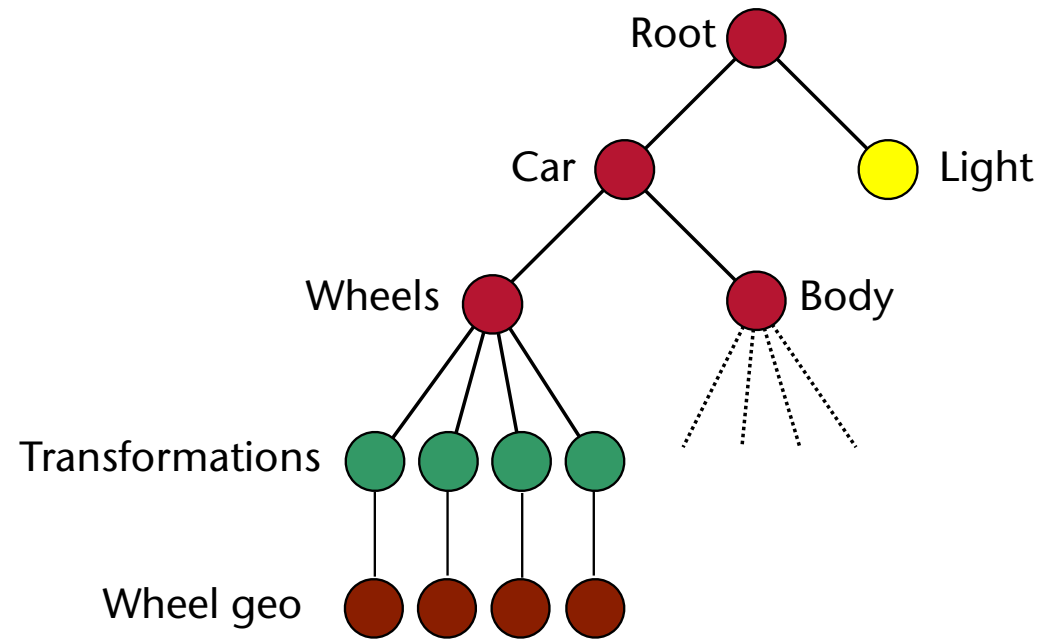 Root
Car
Light
Wheels
Body
Transformations
Wheel geo